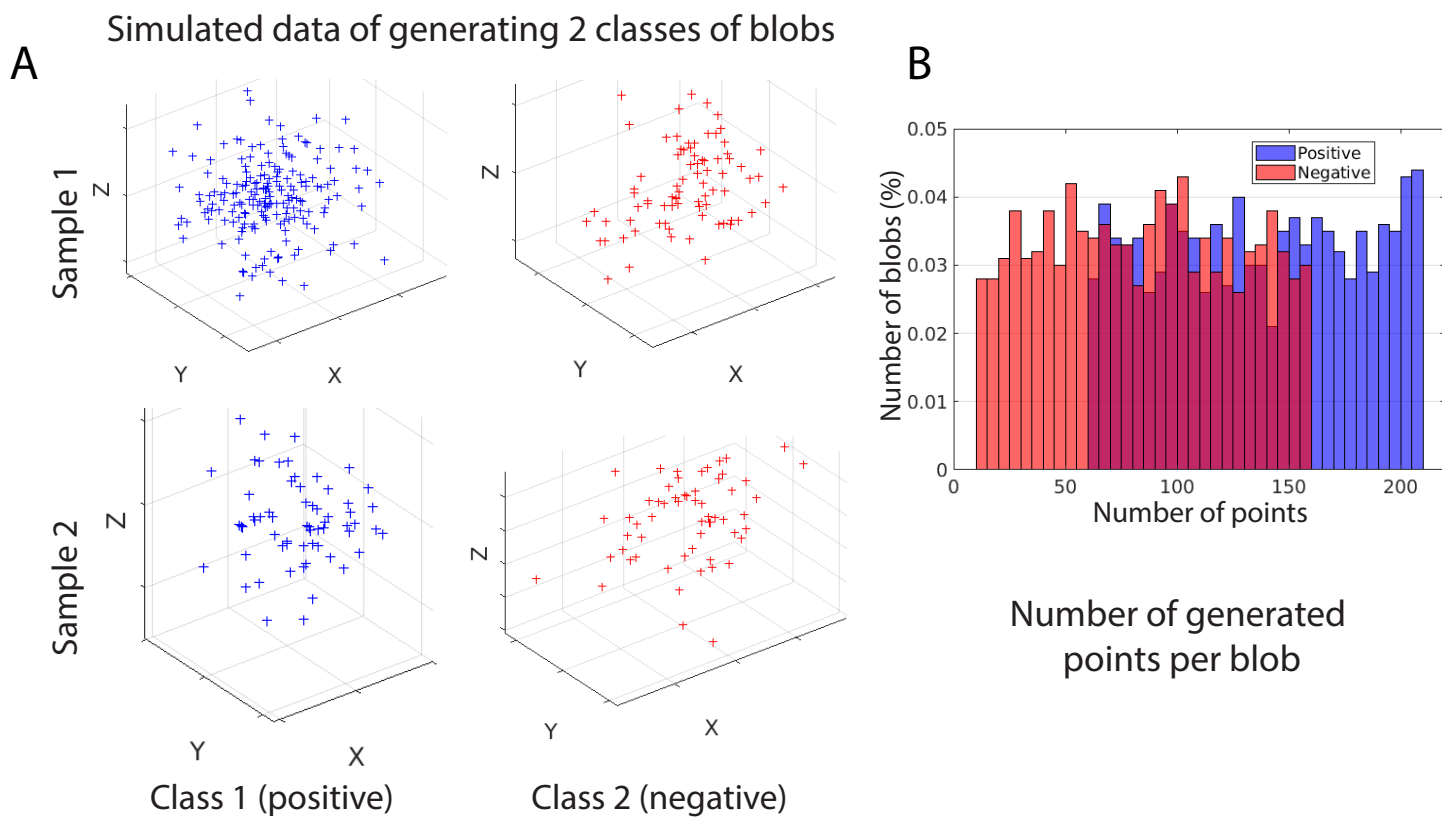 Simulated data of generating 2 classes of blobs
A
Sample 1
Z
Y
X
Z
Y
X
Sample 2
Z
Y
X
Z
Y
X
Class 1 (positive)
Class 2 (negative)
B
Number of blobs (%)
0.05
0.04
0.03
0.02
0.01
0
Positive
Negative
0
50
100
150
200
Number of points
Number of generated
points per blob